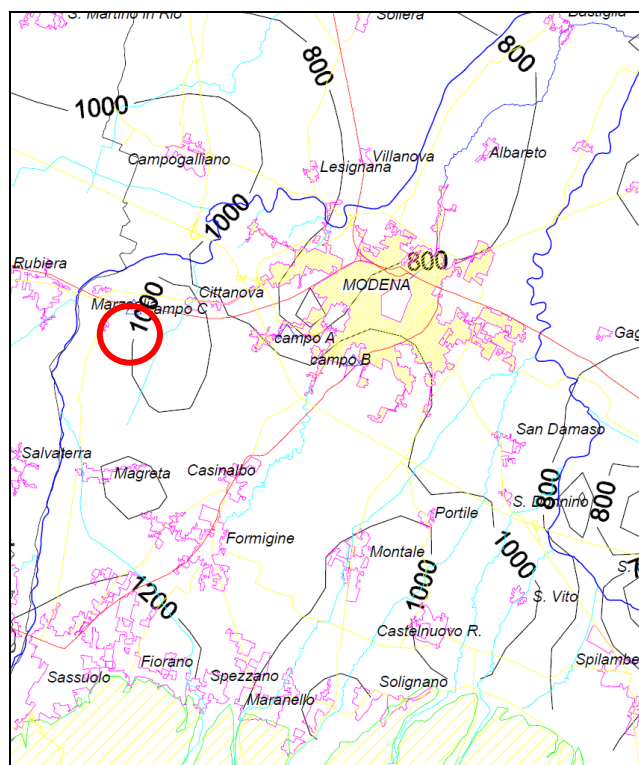 S. Martino in Rio
Soliera
Bastiglia
800
800
1000
Campogalliano
Lesignana
Villanova
Albareto
1000
Rubiera
800
MODENA
Cittanova
1000
Campo C
campo A
campo B
Gag
San Damaso
Salvaterra
Magreta
Casinalbo
800
800
S. Donnino
Portile
Formigine
Montale
1000
1000
1200
S. Vito
Castelnuovo R.
Fiorano
Sassuolo
Spezzano
Maranello
Solignano
Spilambe